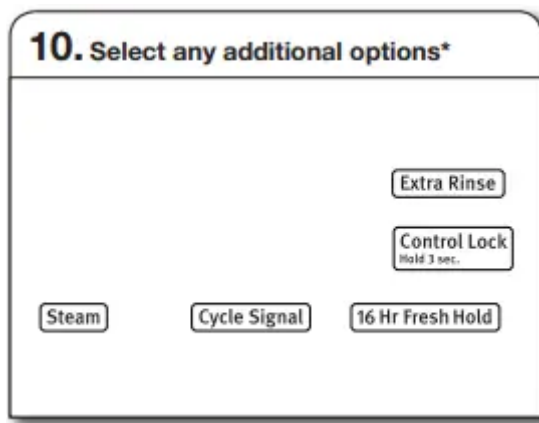 10. Select any additional options*
Extra Rinse
Control Lock
Hold 3 sec.
Steam
Cycle Signal
16 Hr Fresh Hold